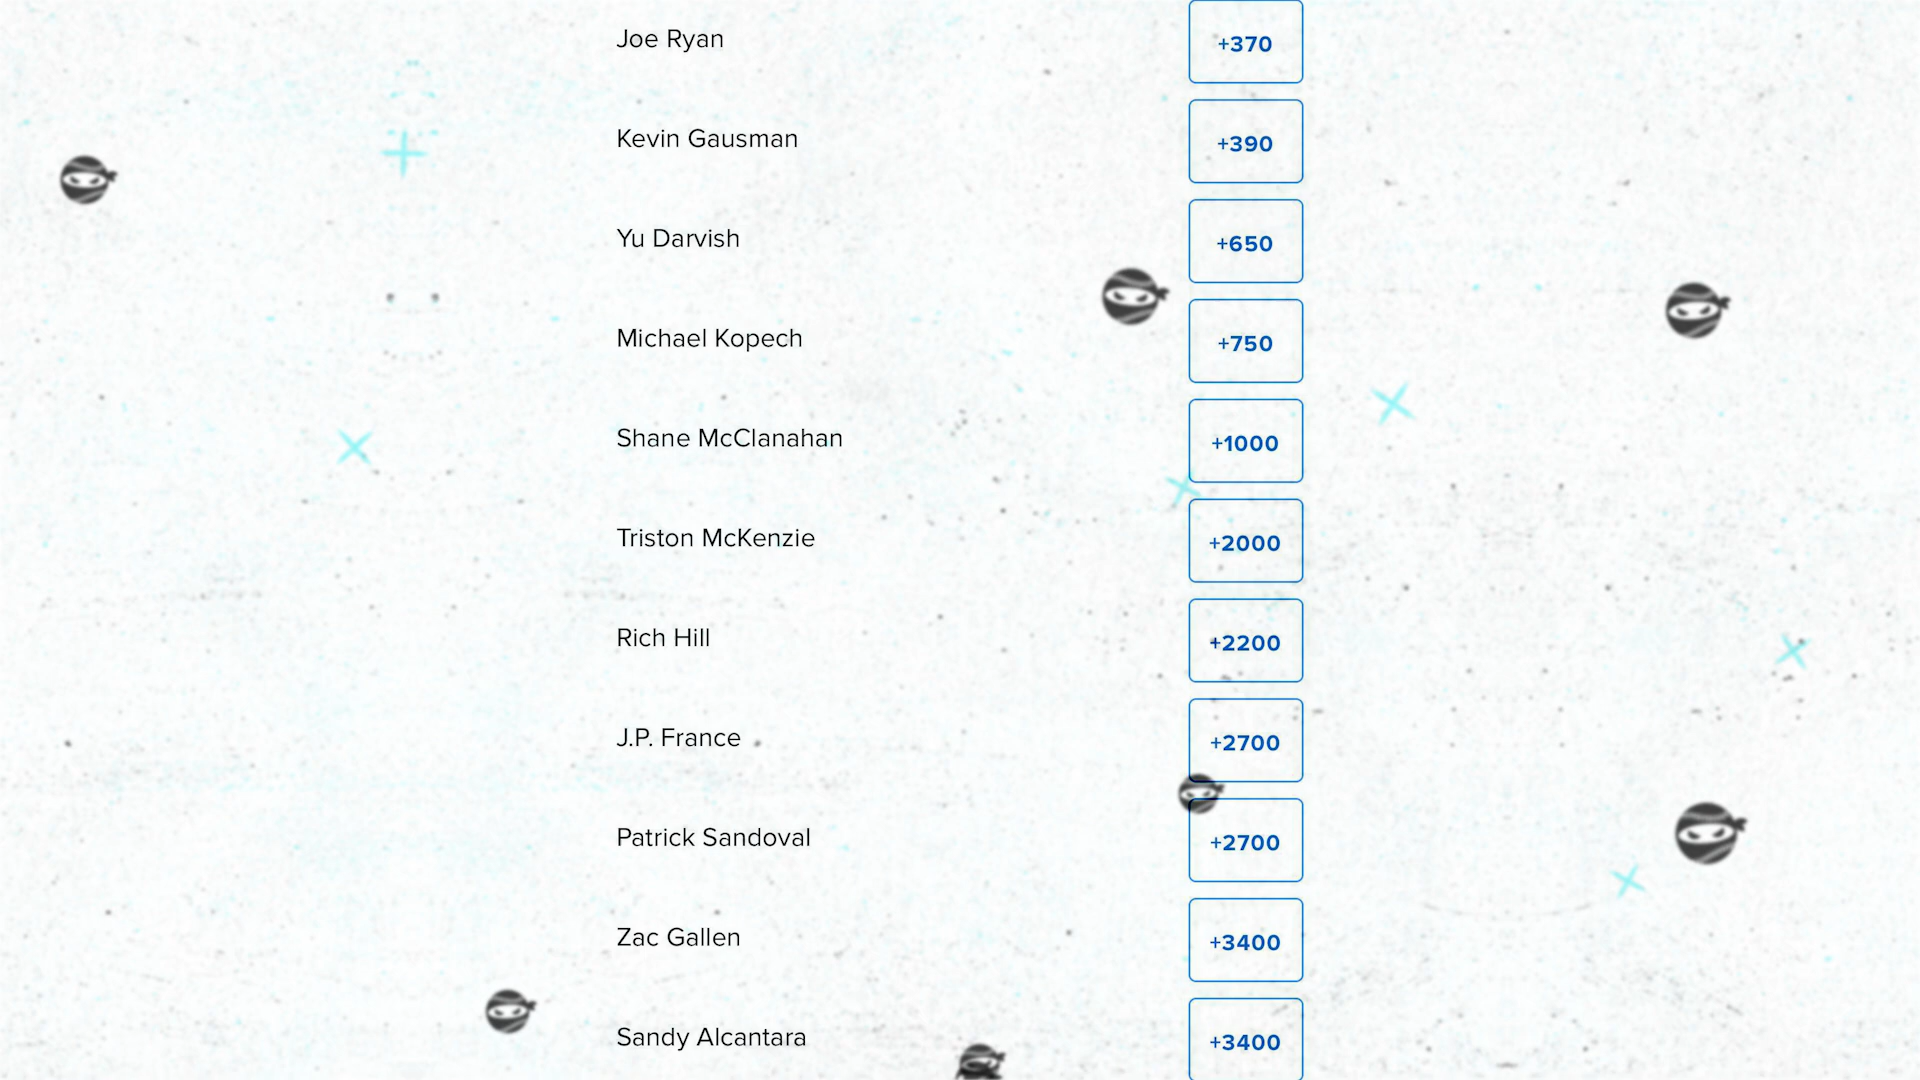 Joe Ryan +370
Kevin Gausman +390
Yu Darvish +650
Michael Kopech +750
Shane McClanahan +1000
Triston McKenzie +2000
Rich Hill +2200
J.P. France +2700
Patrick Sandoval +2700
Zac Gallen +3400
Sandy Alcantara +3400